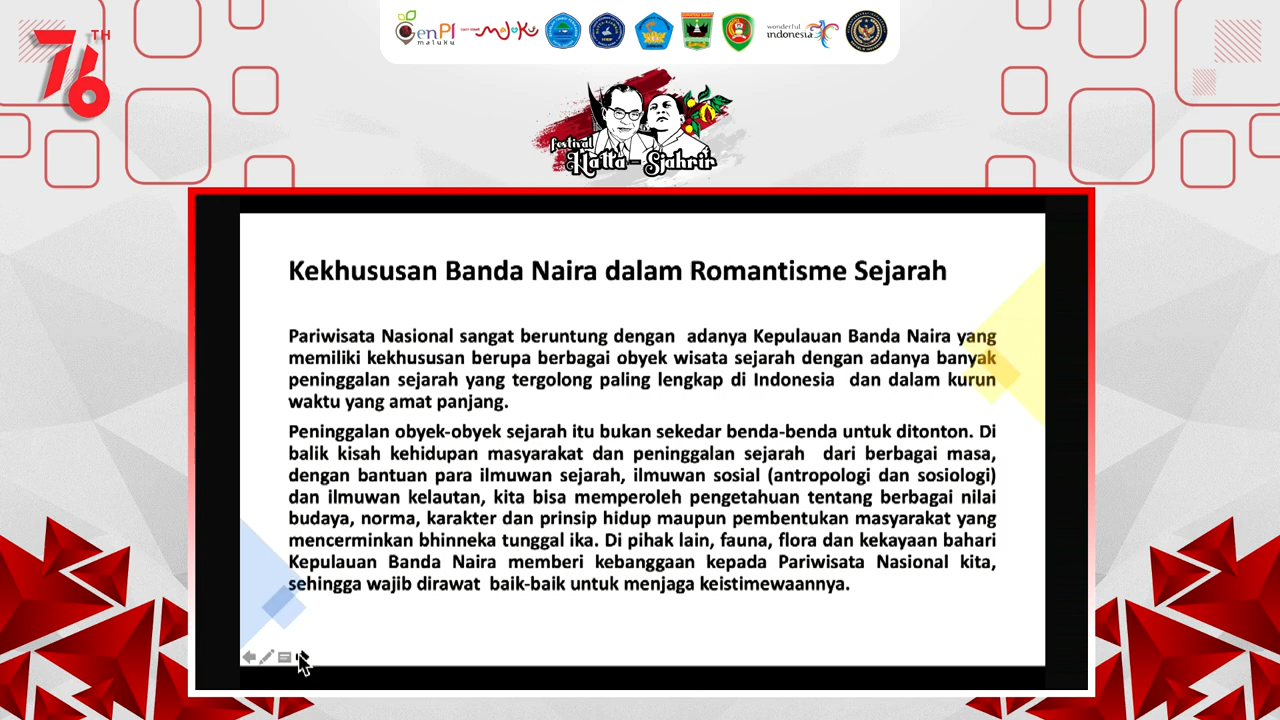 76 TH
GenPI
maluku
maluku
wonderful
indonesia
festival
Hatta - Sjahrir
Kekhususan Banda Naira dalam Romantisme Sejarah
Pariwisata Nasional sangat beruntung dengan adanya Kepulauan Banda Naira yang
memiliki kekhususan berupa berbagai obyek wisata sejarah dengan adanya banyak
peninggalan sejarah yang tergolong paling lengkap di Indonesia dan dalam kurun
waktu yang amat panjang.
Peninggalan obyek-obyek sejarah itu bukan sekedar benda-benda untuk ditonton. Di
balik kisah kehidupan masyarakat dan peninggalan sejarah dari berbagai masa,
dengan bantuan para ilmuwan sejarah, ilmuwan sosial (antropologi dan sosiologi)
dan ilmuwan kelautan, kita bisa memperoleh pengetahuan tentang berbagai nilai
budaya, norma, karakter dan prinsip hidup maupun pembentukan masyarakat yang
mencerminkan bhinneka tunggal ika. Di pihak lain, fauna, flora dan kekayaan bahari
Kepulauan Banda Naira memberi kebanggaan kepada Pariwisata Nasional kita,
sehingga wajib dirawat baik-baik untuk menjaga keistimewaannya.